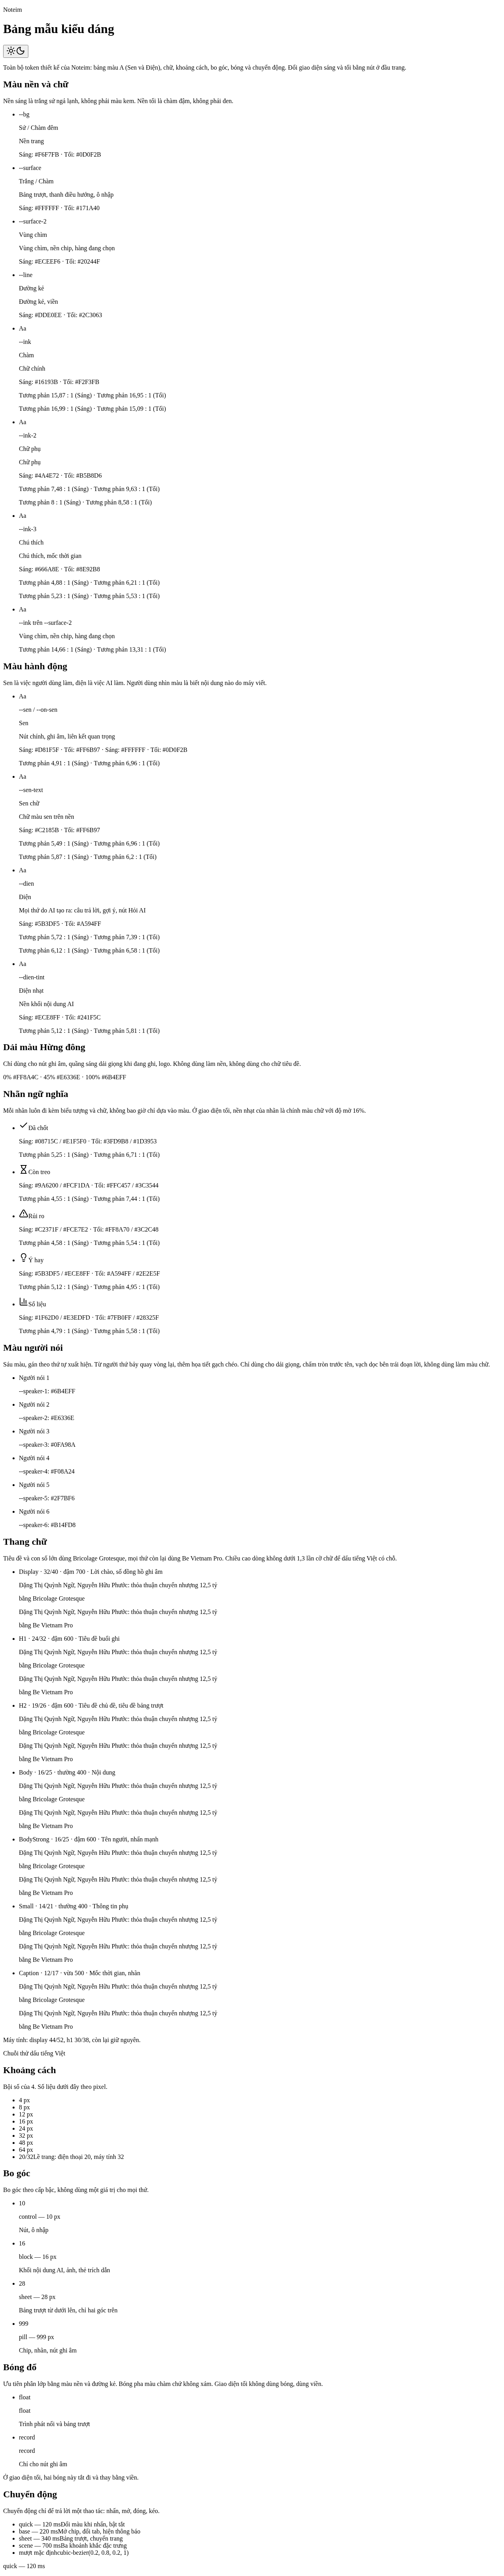 Noteim
Bảng mẫu kiểu dáng
Toàn bộ token thiết kế của Noteim: bảng màu A (Sen và Điện), chữ, khoảng cách, bo góc, bóng và chuyển động. Đổi giao diện sáng và tối bằng nút ở đầu trang.
Màu nền và chữ
Nền sáng là trắng sứ ngả lạnh, không phải màu kem. Nền tối là chàm đậm, không phải đen.
--bg
Sứ / Chàm đêm
Nền trang
Sáng: #F6F7FB · Tối: #0D0F2B
--surface
Trắng / Chàm
Bảng trượt, thanh điều hướng, ô nhập
Sáng: #FFFFFF · Tối: #171A40
--surface-2
Vùng chìm
Vùng chìm, nền chip, hàng đang chọn
Sáng: #ECEEF6 · Tối: #20244F
--line
Đường kẻ
Đường kẻ, viền
Sáng: #DDE0EE · Tối: #2C3063
Aa
--ink
Chàm
Chữ chính
Sáng: #16193B · Tối: #F2F3FB
Tương phản 15,87 : 1 (Sáng) · Tương phản 16,95 : 1 (Tối)
Tương phản 16,99 : 1 (Sáng) · Tương phản 15,09 : 1 (Tối)
Aa
--ink-2
Chữ phụ
Chữ phụ
Sáng: #4A4E72 · Tối: #B5B8D6
Tương phản 7,48 : 1 (Sáng) · Tương phản 9,63 : 1 (Tối)
Tương phản 8 : 1 (Sáng) · Tương phản 8,58 : 1 (Tối)
Aa
--ink-3
Chú thích
Chú thích, mốc thời gian
Sáng: #666A8E · Tối: #8E92B8
Tương phản 4,88 : 1 (Sáng) · Tương phản 6,21 : 1 (Tối)
Tương phản 5,23 : 1 (Sáng) · Tương phản 5,53 : 1 (Tối)
Aa
--ink trên --surface-2
Vùng chìm, nền chip, hàng đang chọn
Tương phản 14,66 : 1 (Sáng) · Tương phản 13,31 : 1 (Tối)
Màu hành động
Sen là việc người dùng làm, điện là việc AI làm. Người dùng nhìn màu là biết nội dung nào do máy viết.
Aa
--sen / --on-sen
Sen
Nút chính, ghi âm, liên kết quan trọng
Sáng: #D81F5F · Tối: #FF6B97 · Sáng: #FFFFFF · Tối: #0D0F2B
Tương phản 4,91 : 1 (Sáng) · Tương phản 6,96 : 1 (Tối)
Aa
--sen-text
Sen chữ
Chữ màu sen trên nền
Sáng: #C2185B · Tối: #FF6B97
Tương phản 5,49 : 1 (Sáng) · Tương phản 6,96 : 1 (Tối)
Tương phản 5,87 : 1 (Sáng) · Tương phản 6,2 : 1 (Tối)
Aa
--dien
Điện
Mọi thứ do AI tạo ra: câu trả lời, gợi ý, nút Hỏi AI
Sáng: #5B3DF5 · Tối: #A594FF
Tương phản 5,72 : 1 (Sáng) · Tương phản 7,39 : 1 (Tối)
Tương phản 6,12 : 1 (Sáng) · Tương phản 6,58 : 1 (Tối)
Aa
--dien-tint
Điện nhạt
Nền khối nội dung AI
Sáng: #ECE8FF · Tối: #241F5C
Tương phản 5,12 : 1 (Sáng) · Tương phản 5,81 : 1 (Tối)
Dải màu Hừng đông
Chỉ dùng cho nút ghi âm, quầng sáng dải giọng khi đang ghi, logo. Không dùng làm nền, không dùng cho chữ tiêu đề.
0% #FF8A4C · 45% #E6336E · 100% #6B4EFF
Nhãn ngữ nghĩa
Mỗi nhãn luôn đi kèm biểu tượng và chữ, không bao giờ chỉ dựa vào màu. Ở giao diện tối, nền nhạt của nhãn là chính màu chữ với độ mờ 16%.
Đã chốt
Sáng: #08715C / #E1F5F0 · Tối: #3FD9B8 / #1D3953
Tương phản 5,25 : 1 (Sáng) · Tương phản 6,71 : 1 (Tối)
Còn treo
Sáng: #9A6200 / #FCF1DA · Tối: #FFC457 / #3C3544
Tương phản 4,55 : 1 (Sáng) · Tương phản 7,44 : 1 (Tối)
Rủi ro
Sáng: #C2371F / #FCE7E2 · Tối: #FF8A70 / #3C2C48
Tương phản 4,58 : 1 (Sáng) · Tương phản 5,54 : 1 (Tối)
Ý hay
Sáng: #5B3DF5 / #ECE8FF · Tối: #A594FF / #2E2E5F
Tương phản 5,12 : 1 (Sáng) · Tương phản 4,95 : 1 (Tối)
Số liệu
Sáng: #1F62D0 / #E3EDFD · Tối: #7FB0FF / #28325F
Tương phản 4,79 : 1 (Sáng) · Tương phản 5,58 : 1 (Tối)
Màu người nói
Sáu màu, gán theo thứ tự xuất hiện. Từ người thứ bảy quay vòng lại, thêm họa tiết gạch chéo. Chỉ dùng cho dải giọng, chấm tròn trước tên, vạch dọc bên trái đoạn lời, không dùng làm màu chữ.
Người nói 1
--speaker-1: #6B4EFF
Người nói 2
--speaker-2: #E6336E
Người nói 3
--speaker-3: #0FA98A
Người nói 4
--speaker-4: #F08A24
Người nói 5
--speaker-5: #2F7BF6
Người nói 6
--speaker-6: #B14FD8
Thang chữ
Tiêu đề và con số lớn dùng Bricolage Grotesque, mọi thứ còn lại dùng Be Vietnam Pro. Chiều cao dòng không dưới 1,3 lần cỡ chữ để dấu tiếng Việt có chỗ.
Display · 32/40 · đậm 700 · Lời chào, số đồng hồ ghi âm
Đặng Thị Quỳnh Ngữ, Nguyễn Hữu Phước: thỏa thuận chuyển nhượng 12,5 tỷ
bằng Bricolage Grotesque
Đặng Thị Quỳnh Ngữ, Nguyễn Hữu Phước: thỏa thuận chuyển nhượng 12,5 tỷ
bằng Be Vietnam Pro
H1 · 24/32 · đậm 600 · Tiêu đề buổi ghi
Đặng Thị Quỳnh Ngữ, Nguyễn Hữu Phước: thỏa thuận chuyển nhượng 12,5 tỷ
bằng Bricolage Grotesque
Đặng Thị Quỳnh Ngữ, Nguyễn Hữu Phước: thỏa thuận chuyển nhượng 12,5 tỷ
bằng Be Vietnam Pro
H2 · 19/26 · đậm 600 · Tiêu đề chủ đề, tiêu đề bảng trượt
Đặng Thị Quỳnh Ngữ, Nguyễn Hữu Phước: thỏa thuận chuyển nhượng 12,5 tỷ
bằng Bricolage Grotesque
Đặng Thị Quỳnh Ngữ, Nguyễn Hữu Phước: thỏa thuận chuyển nhượng 12,5 tỷ
bằng Be Vietnam Pro
Body · 16/25 · thường 400 · Nội dung
Đặng Thị Quỳnh Ngữ, Nguyễn Hữu Phước: thỏa thuận chuyển nhượng 12,5 tỷ
bằng Bricolage Grotesque
Đặng Thị Quỳnh Ngữ, Nguyễn Hữu Phước: thỏa thuận chuyển nhượng 12,5 tỷ
bằng Be Vietnam Pro
BodyStrong · 16/25 · đậm 600 · Tên người, nhấn mạnh
Đặng Thị Quỳnh Ngữ, Nguyễn Hữu Phước: thỏa thuận chuyển nhượng 12,5 tỷ
bằng Bricolage Grotesque
Đặng Thị Quỳnh Ngữ, Nguyễn Hữu Phước: thỏa thuận chuyển nhượng 12,5 tỷ
bằng Be Vietnam Pro
Small · 14/21 · thường 400 · Thông tin phụ
Đặng Thị Quỳnh Ngữ, Nguyễn Hữu Phước: thỏa thuận chuyển nhượng 12,5 tỷ
bằng Bricolage Grotesque
Đặng Thị Quỳnh Ngữ, Nguyễn Hữu Phước: thỏa thuận chuyển nhượng 12,5 tỷ
bằng Be Vietnam Pro
Caption · 12/17 · vừa 500 · Mốc thời gian, nhãn
Đặng Thị Quỳnh Ngữ, Nguyễn Hữu Phước: thỏa thuận chuyển nhượng 12,5 tỷ
bằng Bricolage Grotesque
Đặng Thị Quỳnh Ngữ, Nguyễn Hữu Phước: thỏa thuận chuyển nhượng 12,5 tỷ
bằng Be Vietnam Pro
Máy tính: display 44/52, h1 30/38, còn lại giữ nguyên.
Chuỗi thử dấu tiếng Việt
Khoảng cách
Bội số của 4. Số liệu dưới đây theo pixel.
4 px
8 px
12 px
16 px
24 px
32 px
48 px
64 px
20/32Lề trang: điện thoại 20, máy tính 32
Bo góc
Bo góc theo cấp bậc, không dùng một giá trị cho mọi thứ.
10
control — 10 px
Nút, ô nhập
16
block — 16 px
Khối nội dung AI, ảnh, thẻ trích dẫn
28
sheet — 28 px
Bảng trượt từ dưới lên, chỉ hai góc trên
999
pill — 999 px
Chip, nhãn, nút ghi âm
Bóng đổ
Ưu tiên phân lớp bằng màu nền và đường kẻ. Bóng pha màu chàm chứ không xám. Giao diện tối không dùng bóng, dùng viền.
float
float
Trình phát nổi và bảng trượt
record
record
Chỉ cho nút ghi âm
Ở giao diện tối, hai bóng này tắt đi và thay bằng viền.
Chuyển động
Chuyển động chỉ để trả lời một thao tác: nhấn, mở, đóng, kéo.
quick — 120 msĐổi màu khi nhấn, bật tắt
base — 220 msMở chip, đổi tab, hiện thông báo
sheet — 340 msBảng trượt, chuyển trang
scene — 700 msBa khoảnh khắc đặc trưng
mượt mặc địnhcubic-bezier(0.2, 0.8, 0.2, 1)
quick — 120 ms